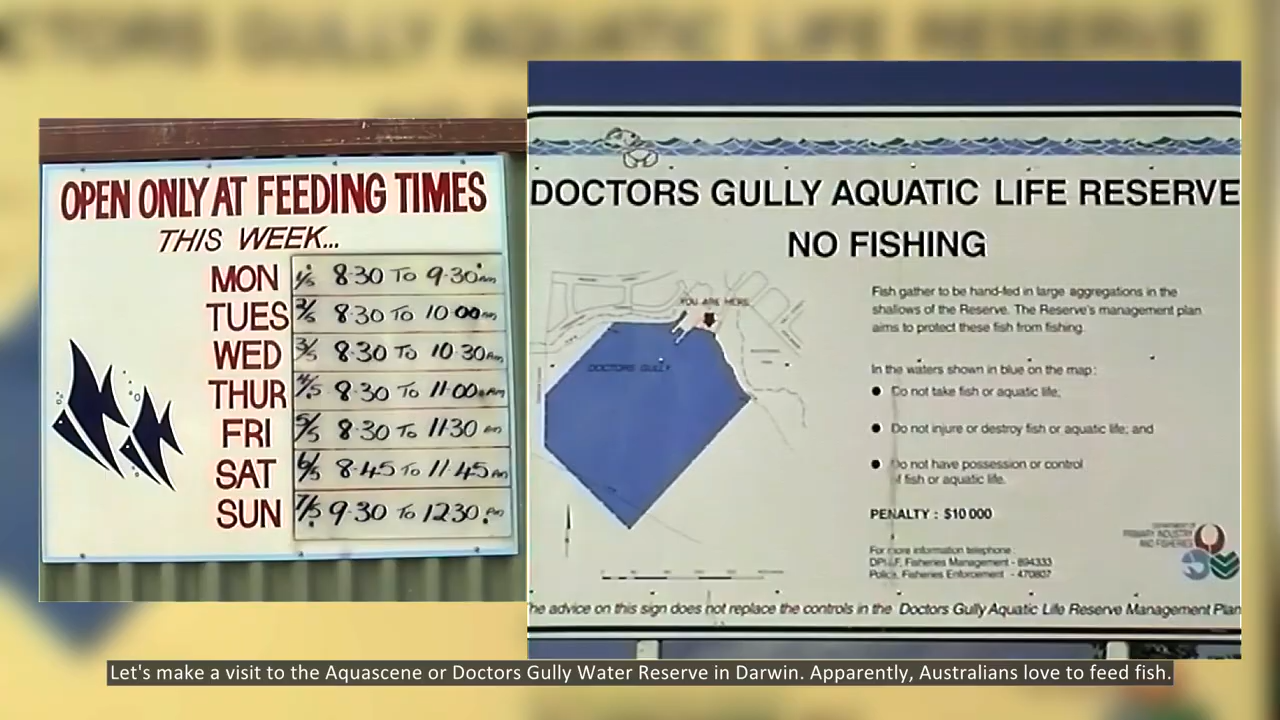 OPEN ONLY AT FEEDING TIMES
THIS WEEK...
MON 1/5 8·30 TO 9·30 AM
TUES 2/5 8·30 TO 10·00 AM
WED 3/5 8·30 TO 10·30 AM
THUR 4/5 8·30 TO 11·00 AM
FRI 5/5 8·30 TO 11·30 AM
SAT 6/5 8·45 TO 11·45 AM
SUN 7/5 9·30 TO 12·30 PM
DOCTORS GULLY AQUATIC LIFE RESERVE
NO FISHING
YOU ARE HERE
DOCTORS GULLY
Fish gather to be hand-fed in large aggregations in the
shallows of the Reserve. The Reserve's management plan
aims to protect these fish from fishing.
In the waters shown in blue on the map:
● Do not take fish or aquatic life;
● Do not injure or destroy fish or aquatic life; and
● Do not have possession or control
of fish or aquatic life.
PENALTY : $10 000
DEPARTMENT OF
PRIMARY INDUSTRY
AND FISHERIES
For more information telephone :
DPI&F, Fisheries Management - 894333
Police, Fisheries Enforcement - 470807
he advice on this sign does not replace the controls in the Doctors Gully Aquatic Life Reserve Management Plan
Let's make a visit to the Aquascene or Doctors Gully Water Reserve in Darwin. Apparently, Australians love to feed fish.